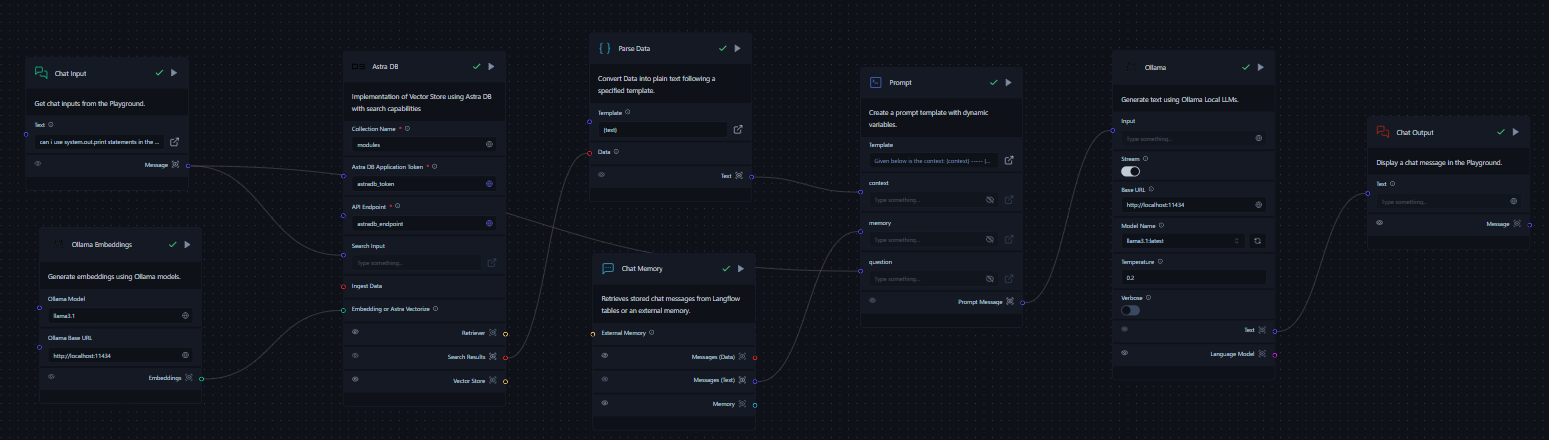 Chat Input
Get chat inputs from the Playground.
Text
can i use system.out.print statements in the ...
Message
Ollama Embeddings
Generate embeddings using Ollama models.
Ollama Model
llama3.1
Ollama Base URL
http://localhost:11434
Embeddings
Astra DB
Implementation of Vector Store using Astra DB
with search capabilities
Collection Name *
modules
Astra DB Application Token *
astradb_token
API Endpoint *
astradb_endpoint
Search Input
Type something...
Ingest Data
Embedding or Astra Vectorize
Retriever
Search Results
Vector Store
Parse Data
Convert Data into plain text following a
specified template.
Template
{text}
Data
Text
Chat Memory
Retrieves stored chat messages from Langflow
tables or an external memory.
External Memory
Messages (Data)
Messages (Text)
Memory
Prompt
Create a prompt template with dynamic
variables.
Template
Given below is the context: {context} ------ {...
context
Type something...
memory
Type something...
question
Type something...
Prompt Message
Ollama
Generate text using Ollama Local LLMs.
Input
Type something...
Stream
Base URL
http://localhost:11434
Model Name
llama3.1:latest
Temperature
0.2
Verbose
Text
Language Model
Chat Output
Display a chat message in the Playground.
Text
Type something...
Message